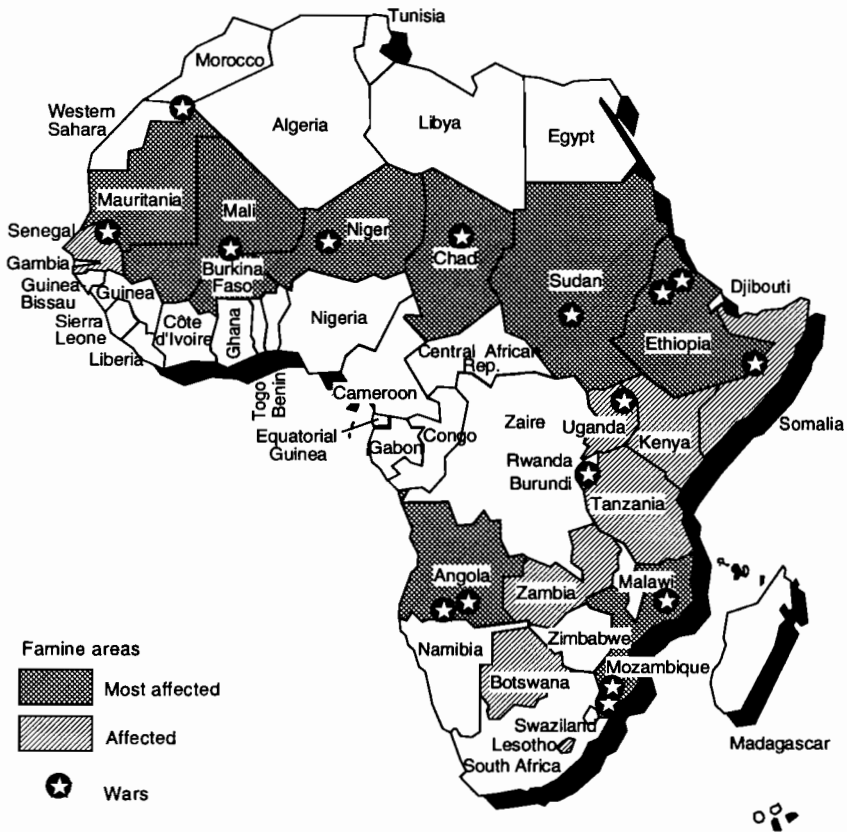 Tunisia
Morocco
Western
Sahara
Algeria
Libya
Egypt
Mauritania
Mali
Niger
Chad
Sudan
Senegal
Gambia
Guinea
Bissau
Guinea
Burkina
Faso
Djibouti
Sierra
Leone
Côte
d'Ivoire
Ghana
Nigeria
Ethiopia
Liberia
Togo
Benin
Central African
Rep.
Cameroon
Somalia
Equatorial
Guinea
Gabon
Congo
Zaire
Uganda
Kenya
Rwanda
Burundi
Tanzania
Angola
Zambia
Malawi
Namibia
Zimbabwe
Mozambique
Botswana
Swaziland
Lesotho
South Africa
Madagascar
Famine areas
Most affected
Affected
Wars